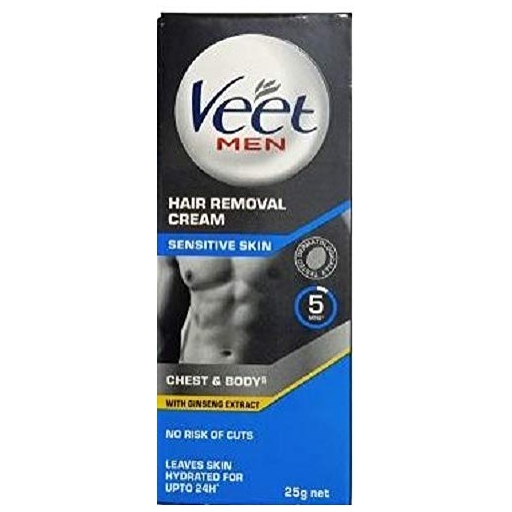 Veet
MEN
HAIR REMOVAL
CREAM
SENSITIVE SKIN
5
CHEST & BODY§
WITH GINSENG EXTRACT
NO RISK OF CUTS
LEAVES SKIN
HYDRATED FOR
UPTO 24H*
25g net